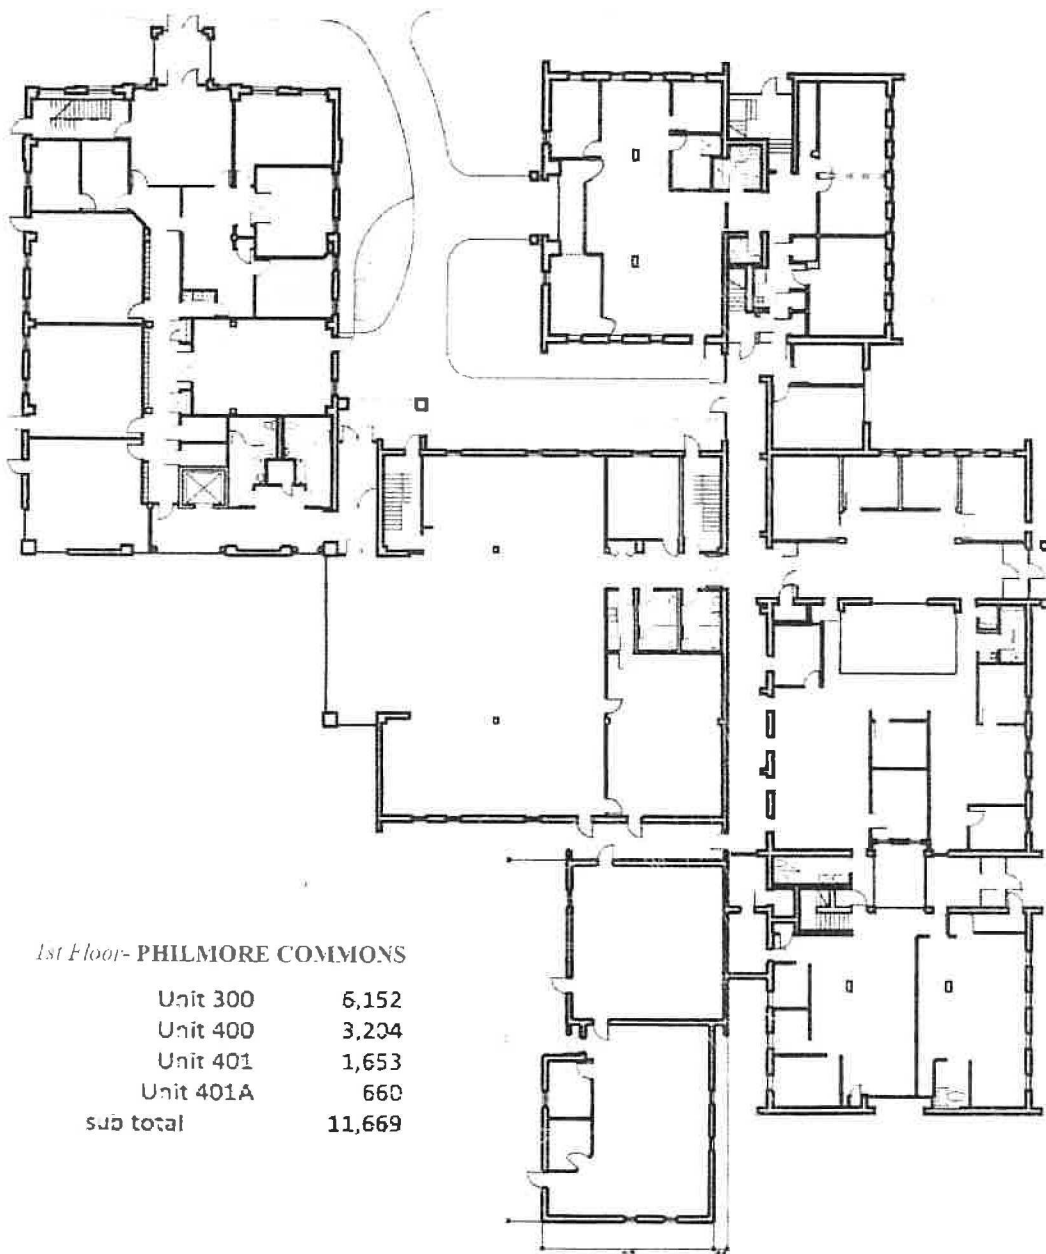 1st Floor- PHILMORE COMMONS
Unit 300 6,152
Unit 400 3,204
Unit 401 1,653
Unit 401A 660
sub total 11,669